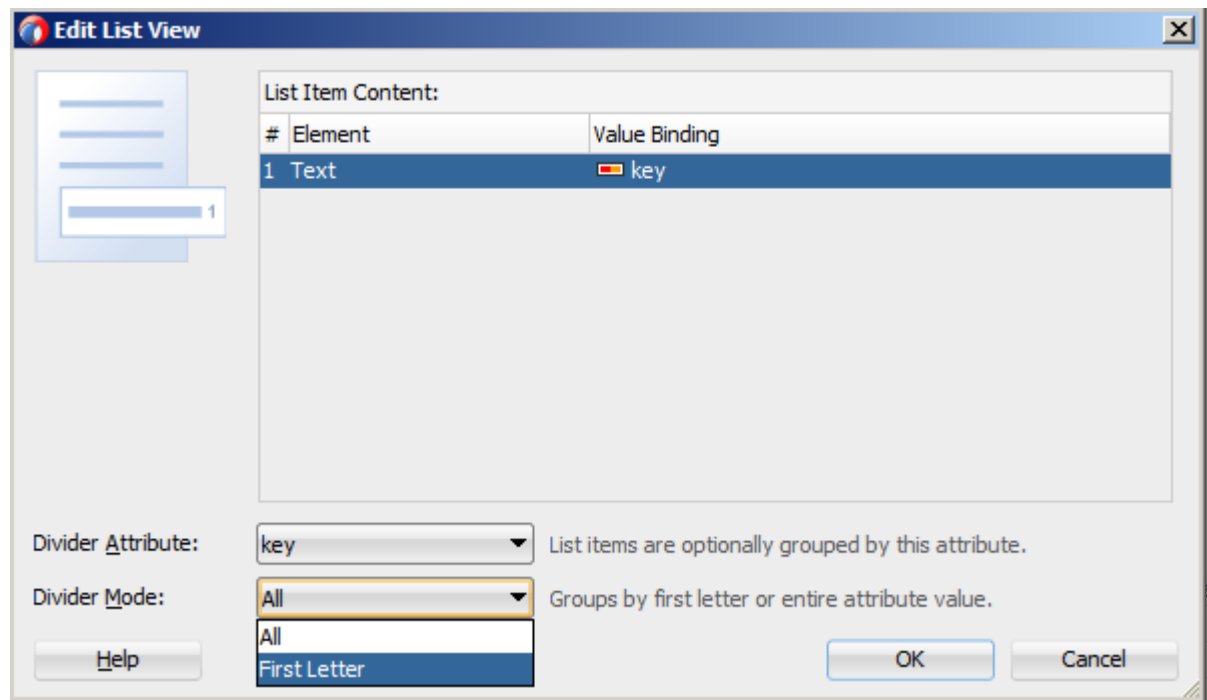 Edit List View
List Item Content:
# Element Value Binding
1 Text key
1
Divider Attribute: key List items are optionally grouped by this attribute.
Divider Mode: All Groups by first letter or entire attribute value.
All
First Letter
Help OK Cancel